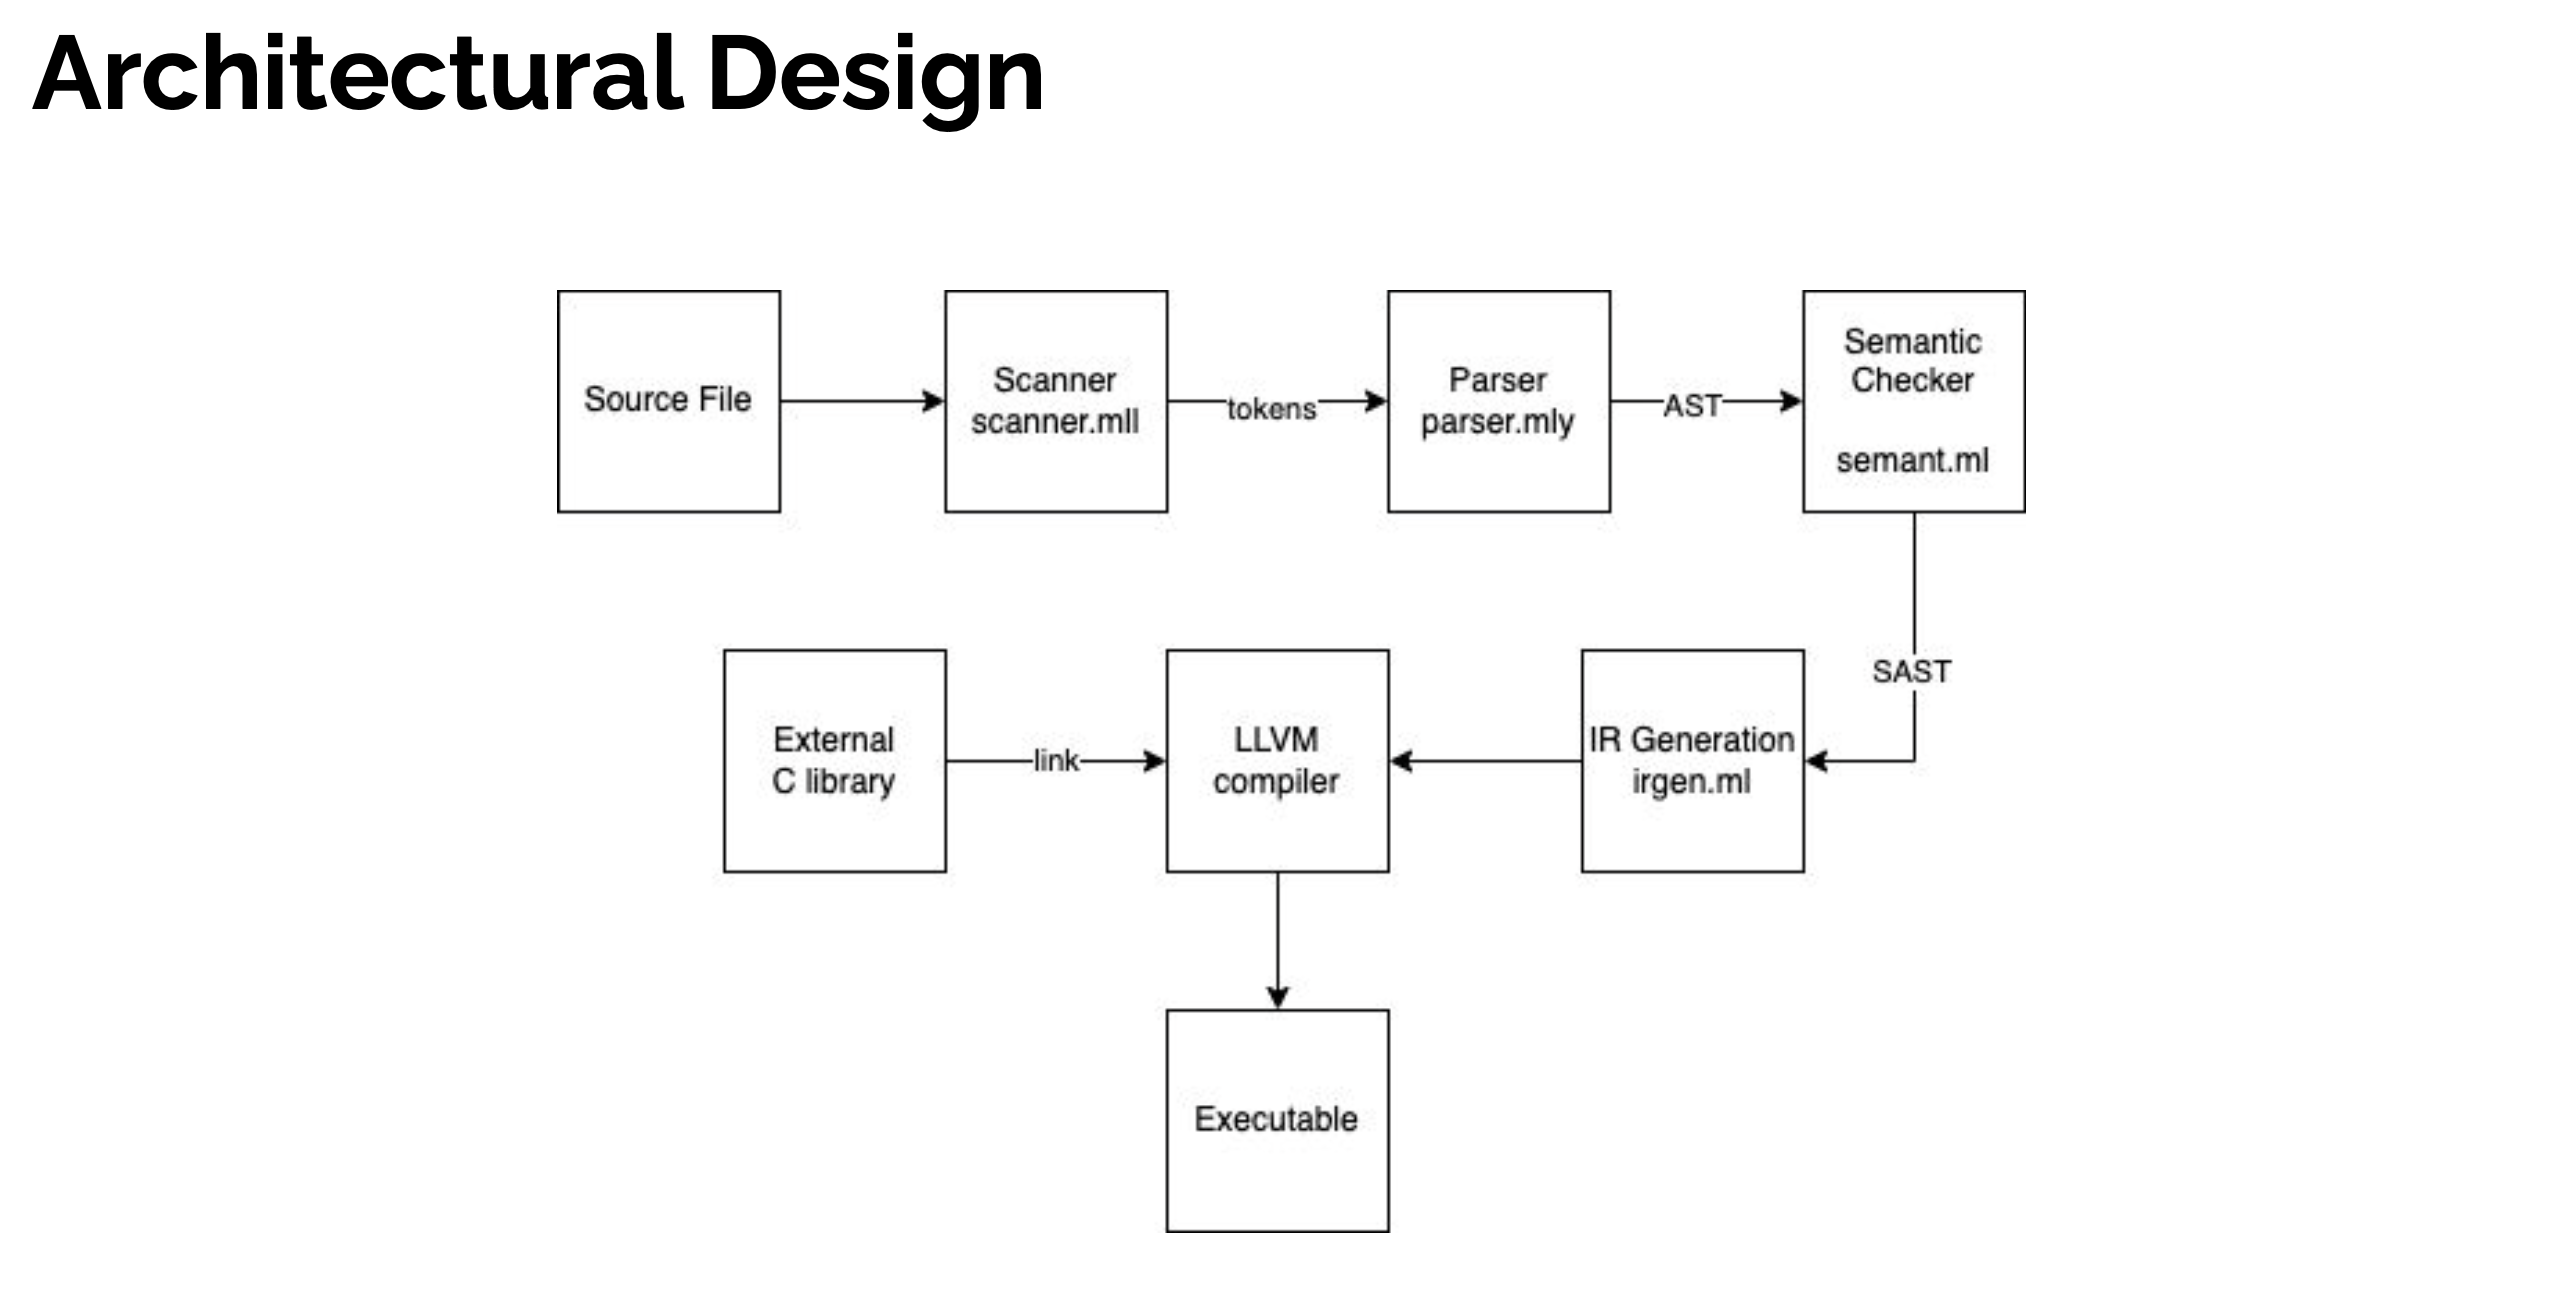 Architectural Design
Source File
Scanner
scanner.mll
tokens
Parser
parser.mly
AST
Semantic
Checker
semant.ml
SAST
External
C library
link
LLVM
compiler
IR Generation
irgen.ml
Executable